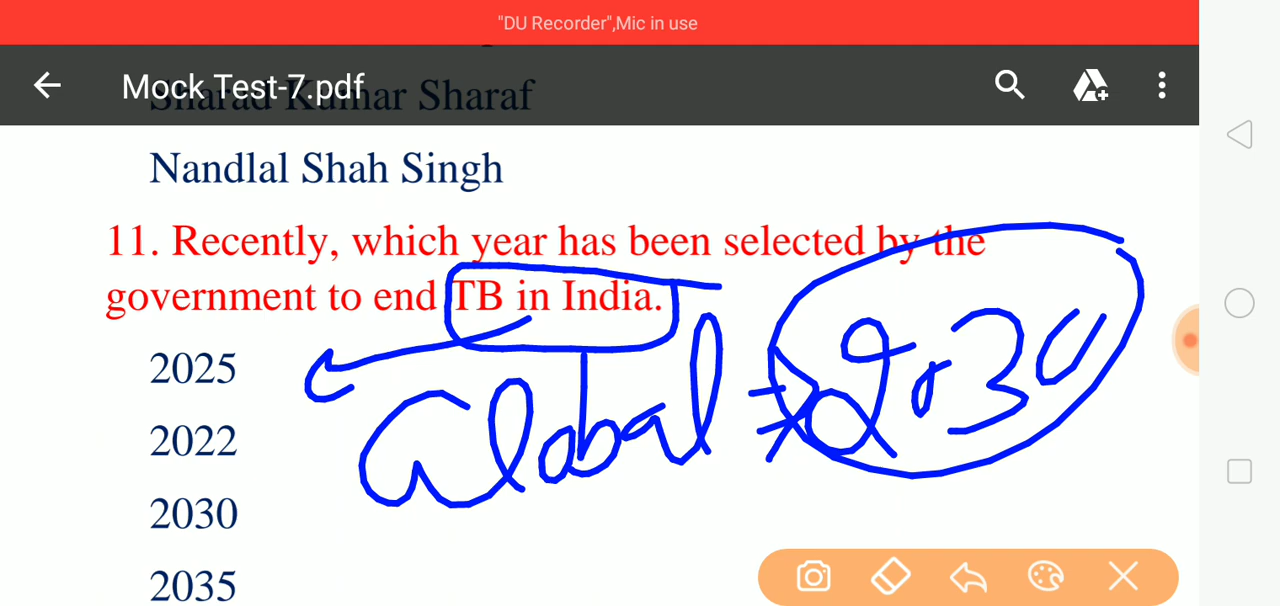 "DU Recorder",Mic in use
Mock Test-7.pdf
Sharad Kumar Sharaf
Nandlal Shah Singh
11. Recently, which year has been selected by the
government to end TB in India.
2025
Global ⇒ 2030
2022
2030
2035